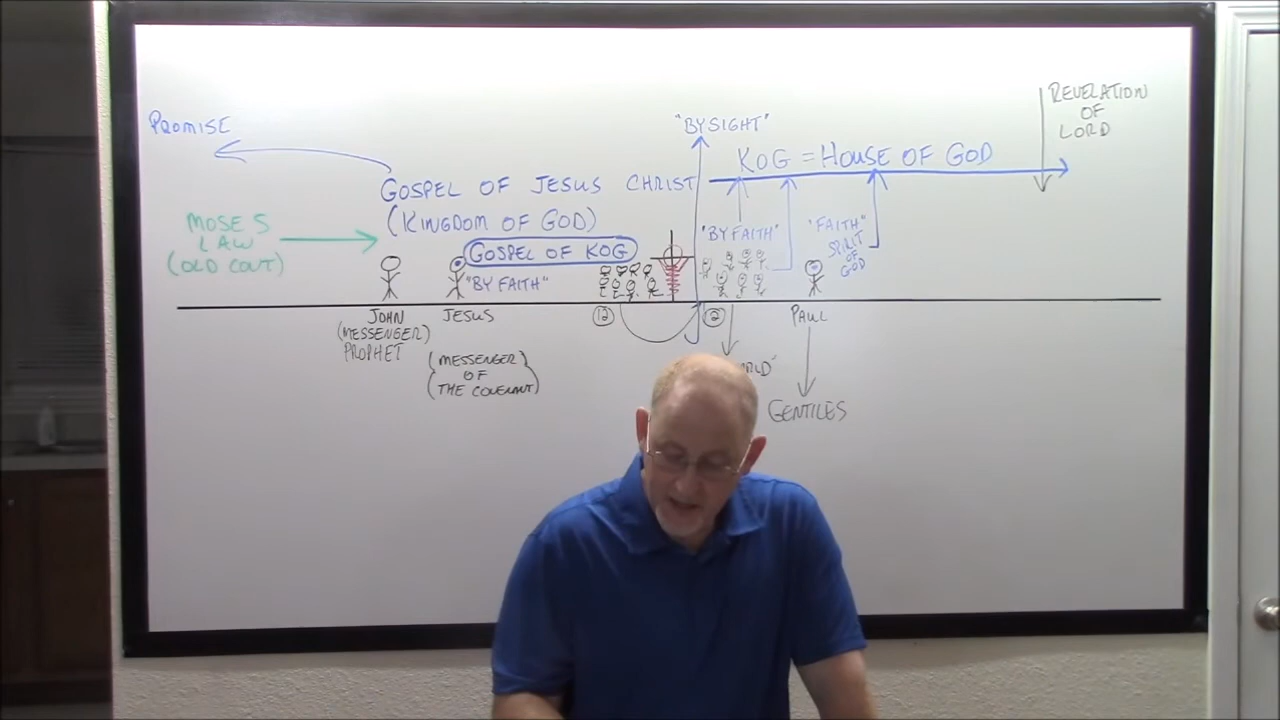 PROMISE
"BY SIGHT"
REVELATION
OF
LORD
KOG = HOUSE OF GOD
GOSPEL OF JESUS CHRIST
(KINGDOM OF GOD)
MOSES
LAW
(OLD COVT)
GOSPEL OF KOG
"BY FAITH"
"BY FAITH"
"FAITH"
SPIRIT
OF
GOD
JOHN
(MESSENGER)
PROPHET
JESUS
(MESSENGER)
OF
(THE COVENANT)
12
12
PAUL
GENTILES